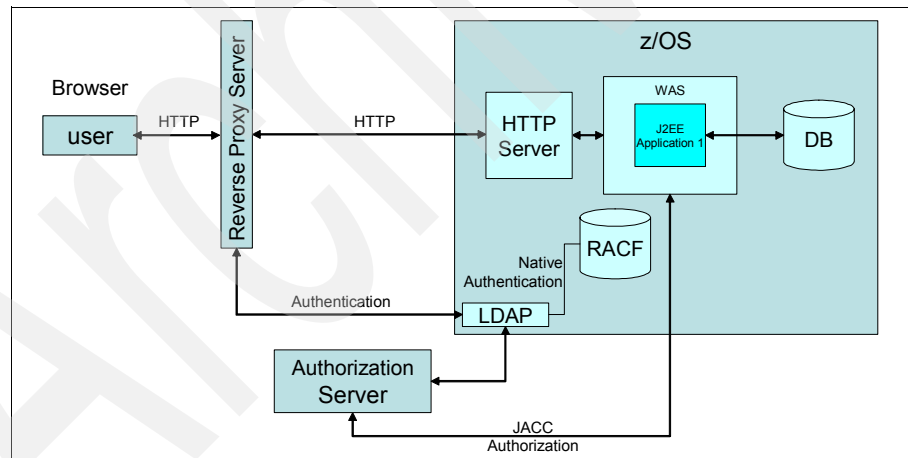 z/OS
Browser
user
HTTP
Reverse Proxy Server
HTTP
HTTP
Server
WAS
J2EE
Application 1
DB
RACF
Native
Authentication
Authentication
LDAP
Authorization
Server
JACC
Authorization